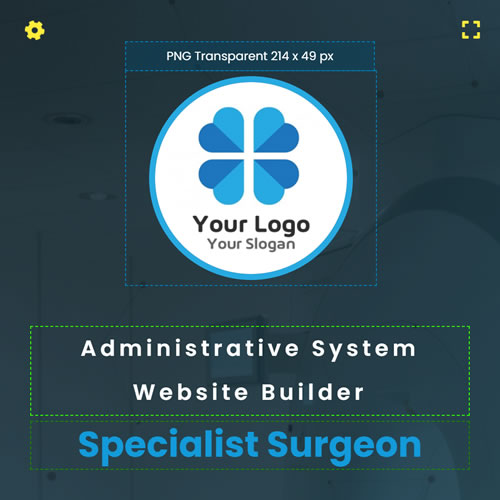 PNG Transparent 214 x 49 px
Your Logo
Your Slogan
Administrative System
Website Builder
Specialist Surgeon